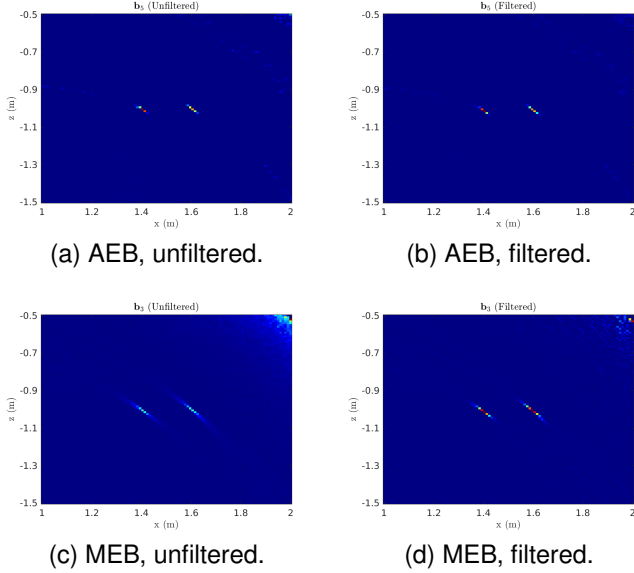 b₅ (Unfiltered)
-0.5
-0.7
-0.9
-1.1
-1.3
-1.5
z (m)
1 1.2 1.4 1.6 1.8 2
x (m)
(a) AEB, unfiltered.
b₅ (Filtered)
-0.5
-0.7
-0.9
-1.1
-1.3
-1.5
z (m)
1 1.2 1.4 1.6 1.8 2
x (m)
(b) AEB, filtered.
b₃ (Unfiltered)
-0.5
-0.7
-0.9
-1.1
-1.3
-1.5
z (m)
1 1.2 1.4 1.6 1.8 2
x (m)
(c) MEB, unfiltered.
b₃ (Filtered)
-0.5
-0.7
-0.9
-1.1
-1.3
-1.5
z (m)
1 1.2 1.4 1.6 1.8 2
x (m)
(d) MEB, filtered.